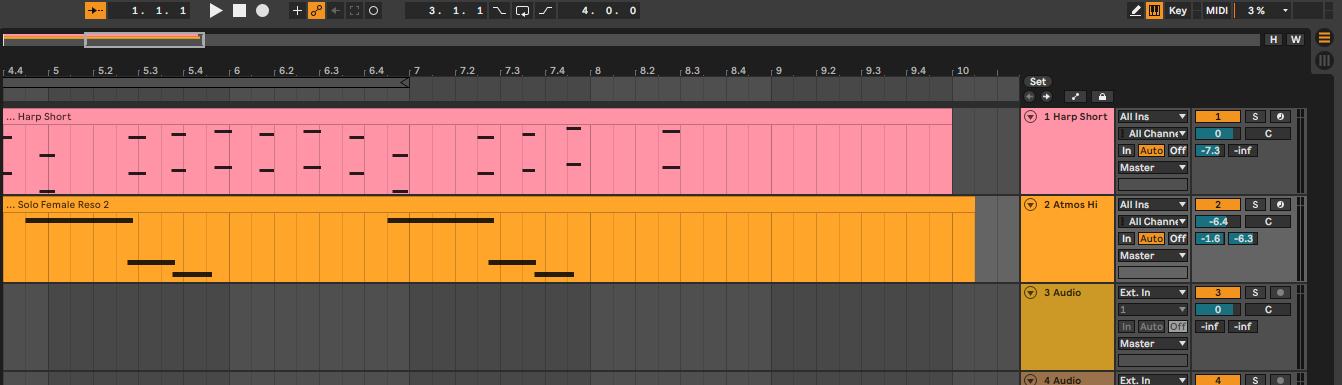 1. 1. 1 3. 1. 1 4. 0. 0 Key MIDI 3 %
H W
4.4 5 5.2 5.3 5.4 6 6.2 6.3 6.4 7 7.2 7.3 7.4 8 8.2 8.3 8.4 9 9.2 9.3 9.4 10
Set
... Harp Short 1 Harp Short All Ins 1 S
All Channe 0 C
In Auto Off -7.3 -inf
Master
... Solo Female Reso 2 2 Atmos Hi All Ins 2 S
All Channe -6.4 C
In Auto Off -1.6 -6.3
Master
3 Audio Ext. In 3 S
1 0 C
In Auto Off -inf -inf
Master
4 Audio Ext. In 4 S